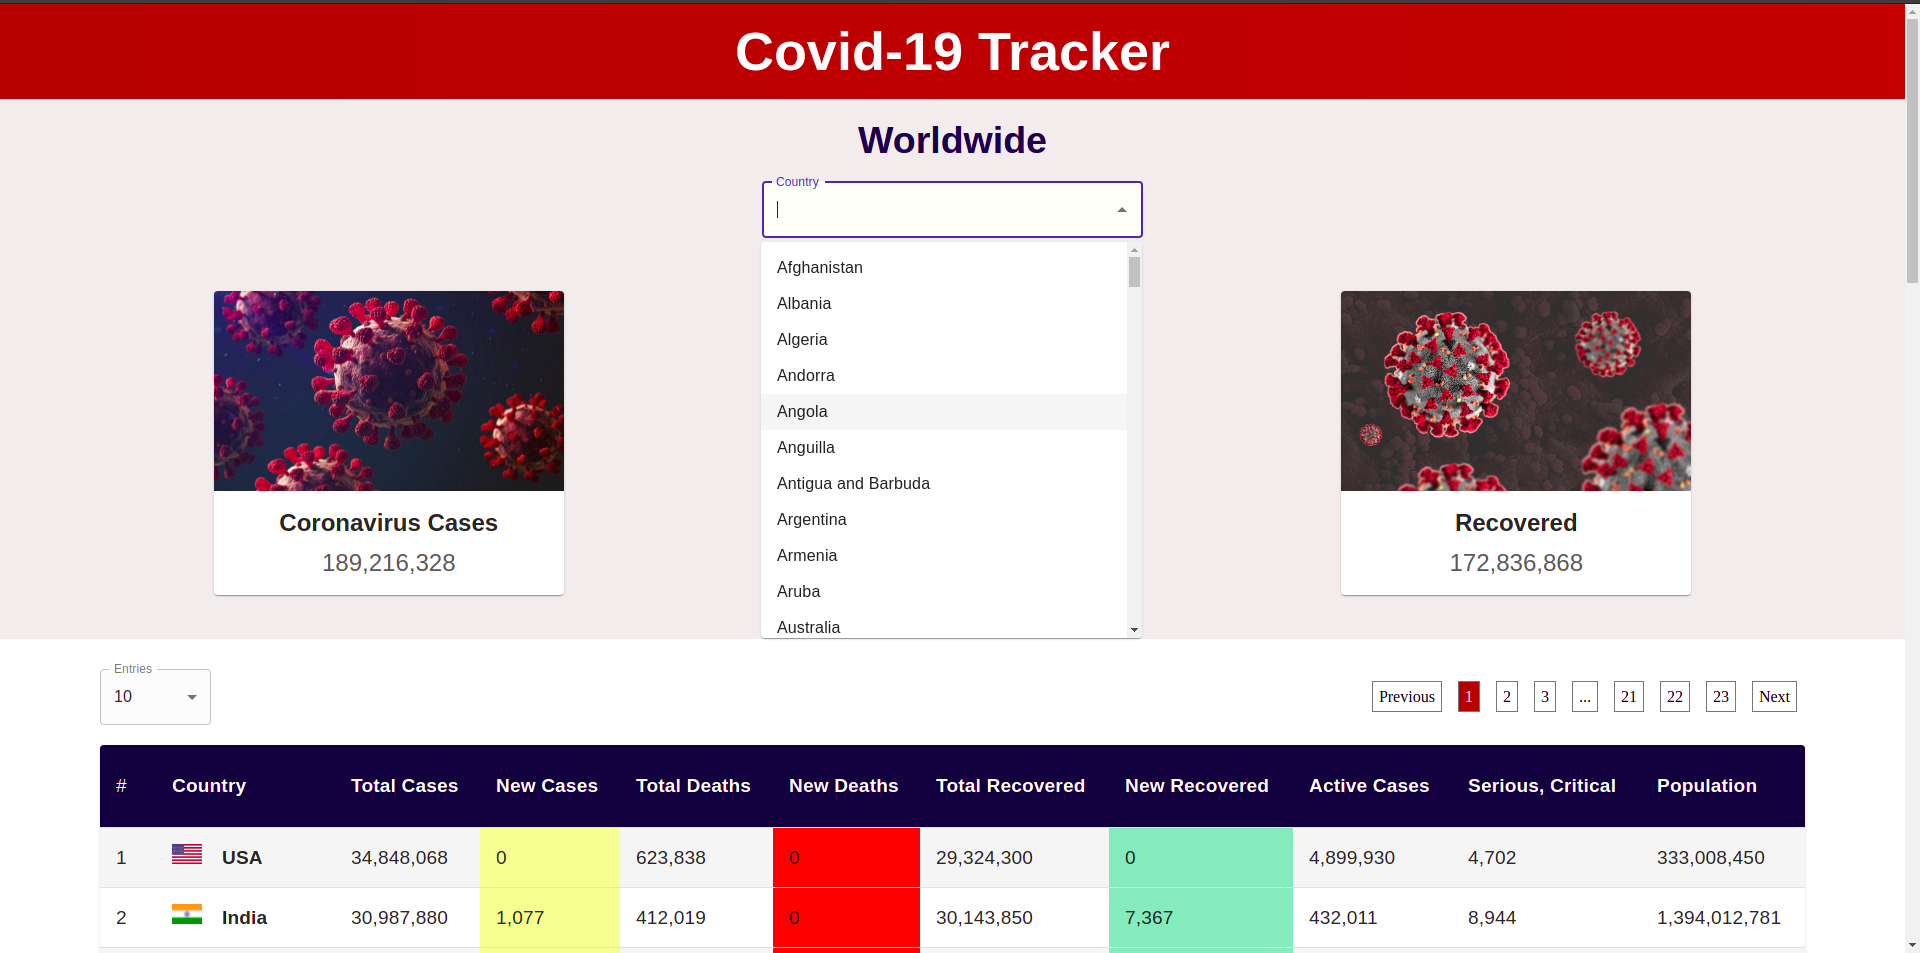 Covid-19 Tracker
Worldwide
Country
Afghanistan
Albania
Algeria
Andorra
Angola
Anguilla
Antigua and Barbuda
Argentina
Armenia
Aruba
Australia
Coronavirus Cases
189,216,328
Recovered
172,836,868
Entries
10
Previous 1 2 3 ... 21 22 23 Next
# Country Total Cases New Cases Total Deaths New Deaths Total Recovered New Recovered Active Cases Serious, Critical Population
1 USA 34,848,068 0 623,838 0 29,324,300 0 4,899,930 4,702 333,008,450
2 India 30,987,880 1,077 412,019 0 30,143,850 7,367 432,011 8,944 1,394,012,781